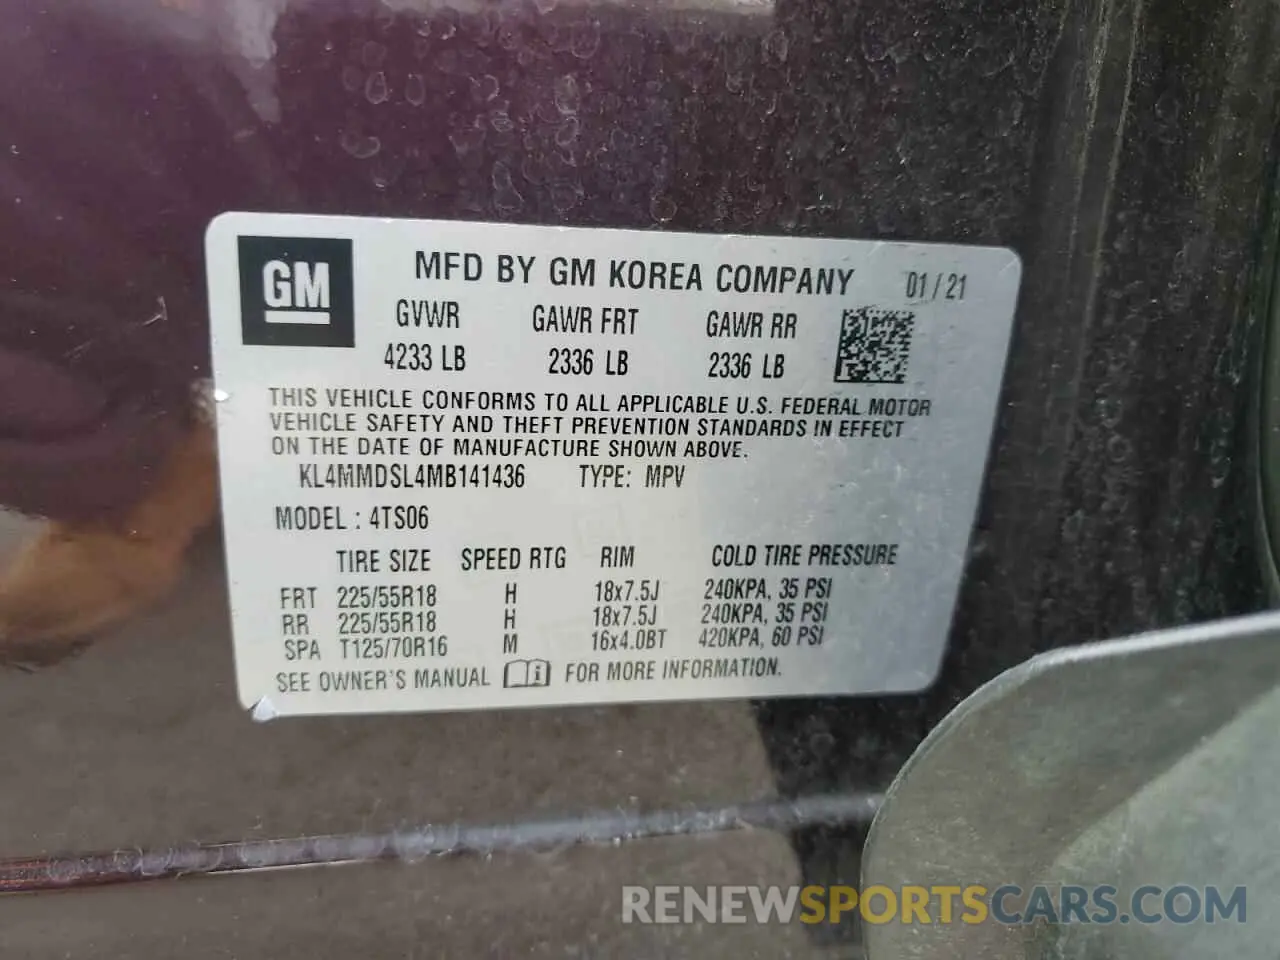 GM
MFD BY GM KOREA COMPANY 01/21
GVWR GAWR FRT GAWR RR
4233 LB 2336 LB 2336 LB
THIS VEHICLE CONFORMS TO ALL APPLICABLE U.S. FEDERAL MOTOR
VEHICLE SAFETY AND THEFT PREVENTION STANDARDS IN EFFECT
ON THE DATE OF MANUFACTURE SHOWN ABOVE.
KL4MMDSL4MB141436 TYPE: MPV
MODEL : 4TS06
TIRE SIZE SPEED RTG RIM COLD TIRE PRESSURE
FRT 225/55R18 H 18x7.5J 240KPA, 35 PSI
RR 225/55R18 H 18x7.5J 240KPA, 35 PSI
SPA T125/70R16 M 16x4.0BT 420KPA, 60 PSI
SEE OWNER'S MANUAL FOR MORE INFORMATION.
RENEWSPORTSCARS.COM